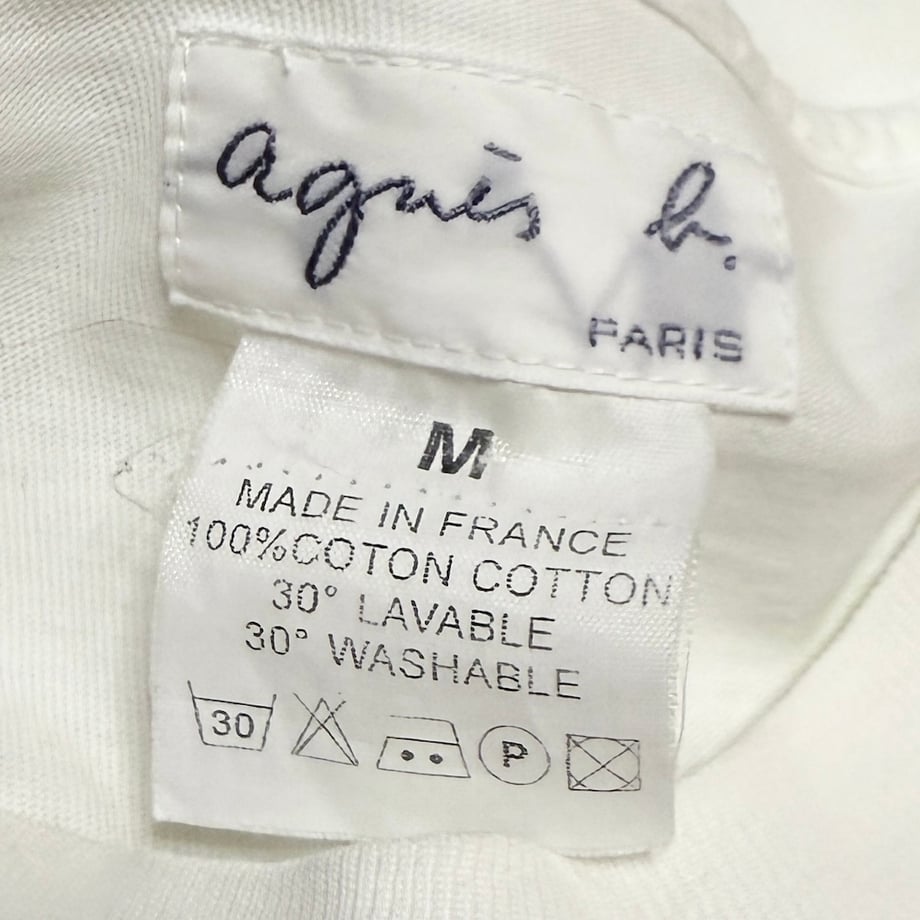 agnès b.
PARIS
M
MADE IN FRANCE
100%COTON COTTON
30° LAVABLE
30° WASHABLE
30
P